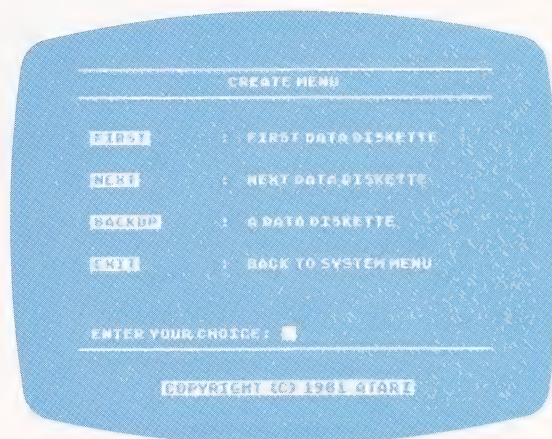 CREATE MENU
FIRST : FIRST DATA DISKETTE
NEXT : NEXT DATA DISKETTE
BACKUP : A DATA DISKETTE
EXIT : BACK TO SYSTEM MENU
ENTER YOUR CHOICE:
COPYRIGHT (C) 1981 ATARI